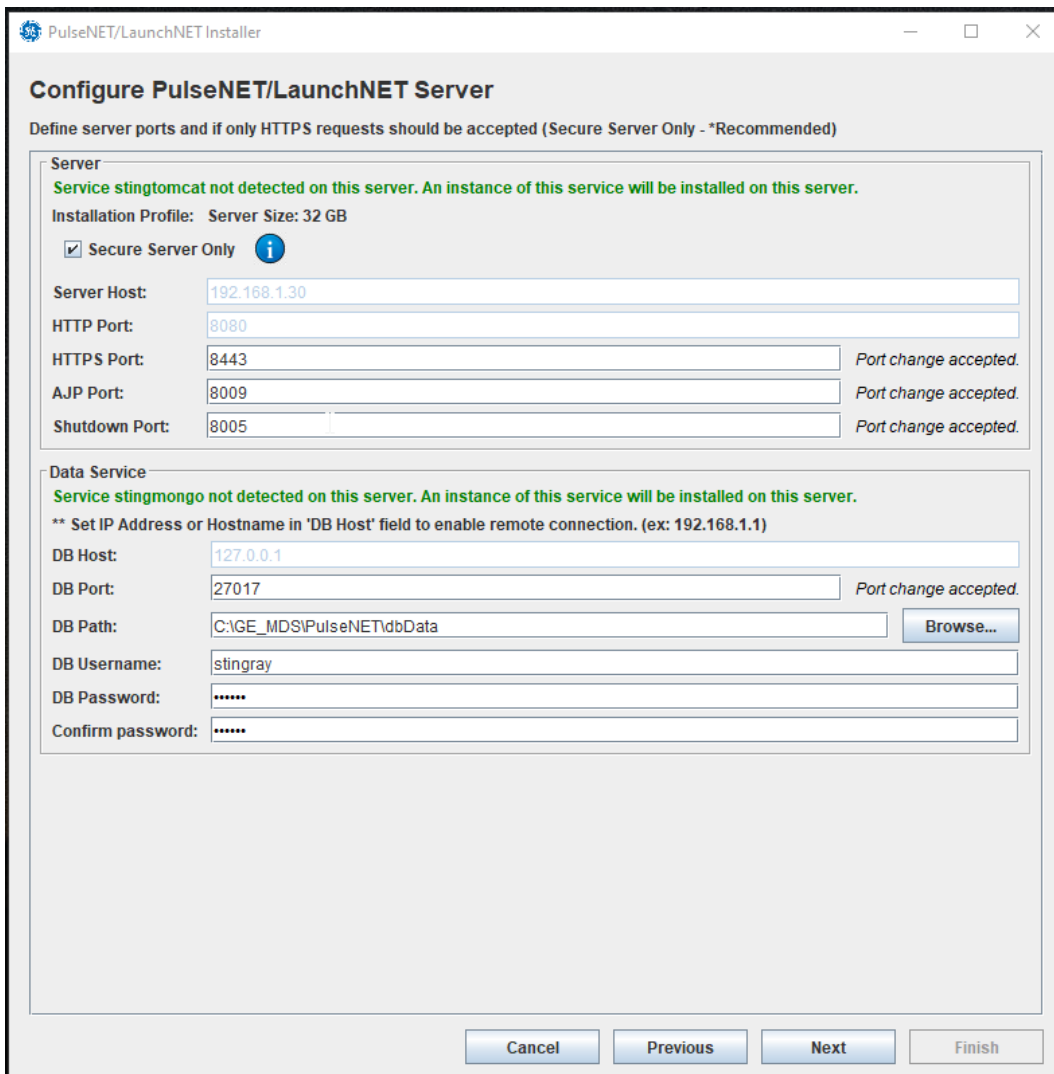 PulseNET/LaunchNET Installer
Configure PulseNET/LaunchNET Server
Define server ports and if only HTTPS requests should be accepted (Secure Server Only - *Recommended)
Server
Service stingtomcat not detected on this server. An instance of this service will be installed on this server.
Installation Profile: Server Size: 32 GB
Secure Server Only i
Server Host: 192.168.1.30
HTTP Port: 8080
HTTPS Port: 8443 Port change accepted.
AJP Port: 8009 Port change accepted.
Shutdown Port: 8005 Port change accepted.
Data Service
Service stingmongo not detected on this server. An instance of this service will be installed on this server.
** Set IP Address or Hostname in 'DB Host' field to enable remote connection. (ex: 192.168.1.1)
DB Host: 127.0.0.1
DB Port: 27017 Port change accepted.
DB Path: C:\GE_MDS\PulseNET\dbData Browse...
DB Username: stingray
DB Password: ••••••
Confirm password: ••••••
Cancel Previous Next Finish